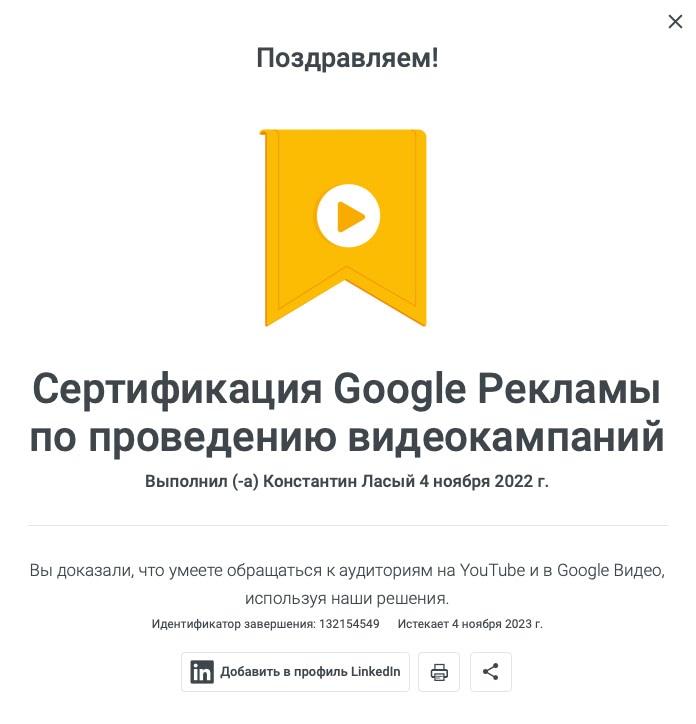 Поздравляем!
Сертификация Google Рекламы
по проведению видеокампаний
Выполнил (-а) Константин Ласый 4 ноября 2022 г.
Вы доказали, что умеете обращаться к аудиториям на YouTube и в Google Видео,
используя наши решения.
Идентификатор завершения: 132154549 Истекает 4 ноября 2023 г.
in Добавить в профиль LinkedIn